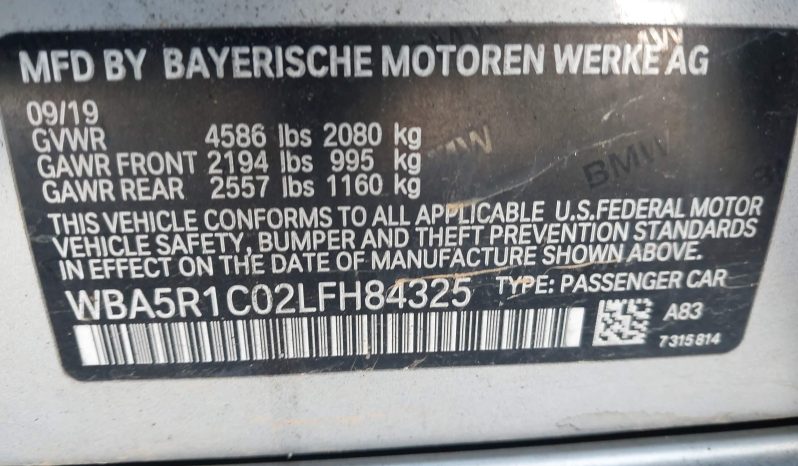 MFD BY BAYERISCHE MOTOREN WERKE AG
09/19
GVWR 4586 lbs 2080 kg
GAWR FRONT 2194 lbs 995 kg
GAWR REAR 2557 lbs 1160 kg
THIS VEHICLE CONFORMS TO ALL APPLICABLE U.S.FEDERAL MOTOR
VEHICLE SAFETY, BUMPER AND THEFT PREVENTION STANDARDS
IN EFFECT ON THE DATE OF MANUFACTURE SHOWN ABOVE.
WBA5R1C02LFH84325 TYPE: PASSENGER CAR
A83
7315814
BMW